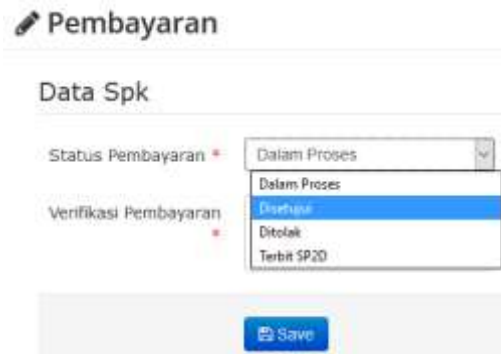 Pembayaran
Data Spk
Status Pembayaran *
Dalam Proses
Dalam Proses
Disetujui
Verifikasi Pembayaran *
Ditolak
Terbit SP2D
Save